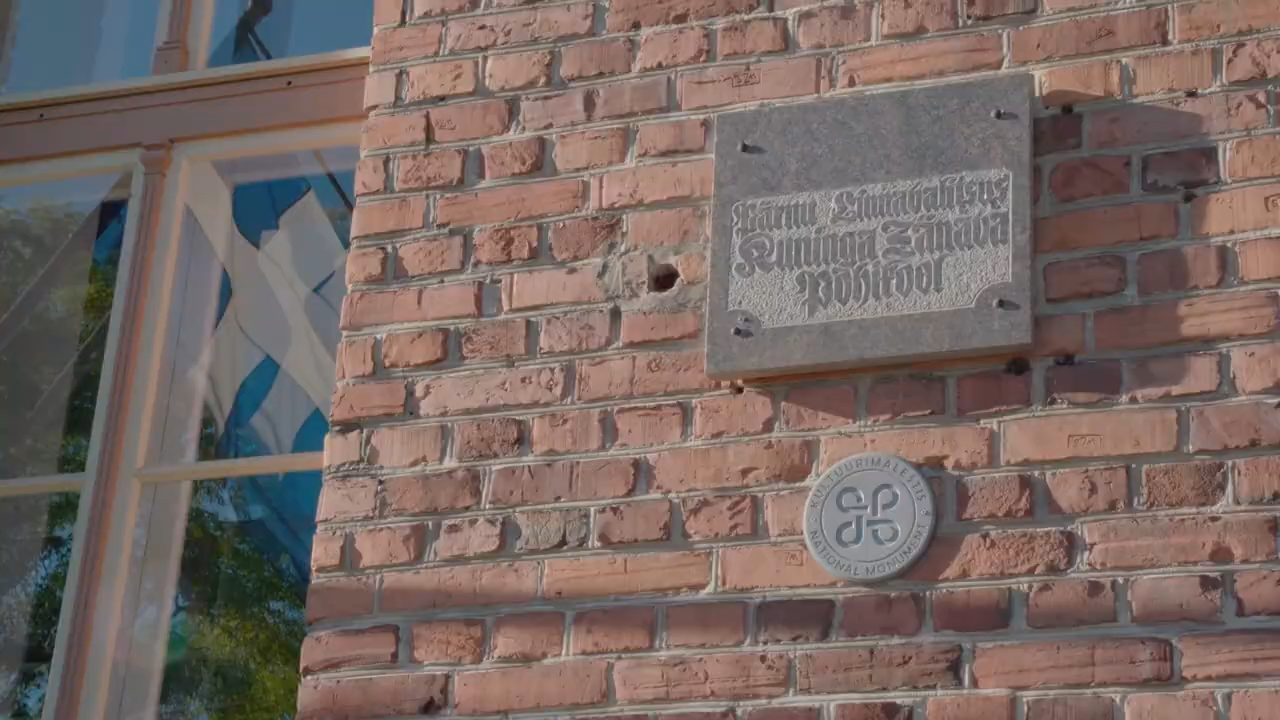 Pärnu Linnavalitsus
Kuninga Tänava
Põhikool
KULTUURIMÄLESTIS
NATIONAL MONUMENT